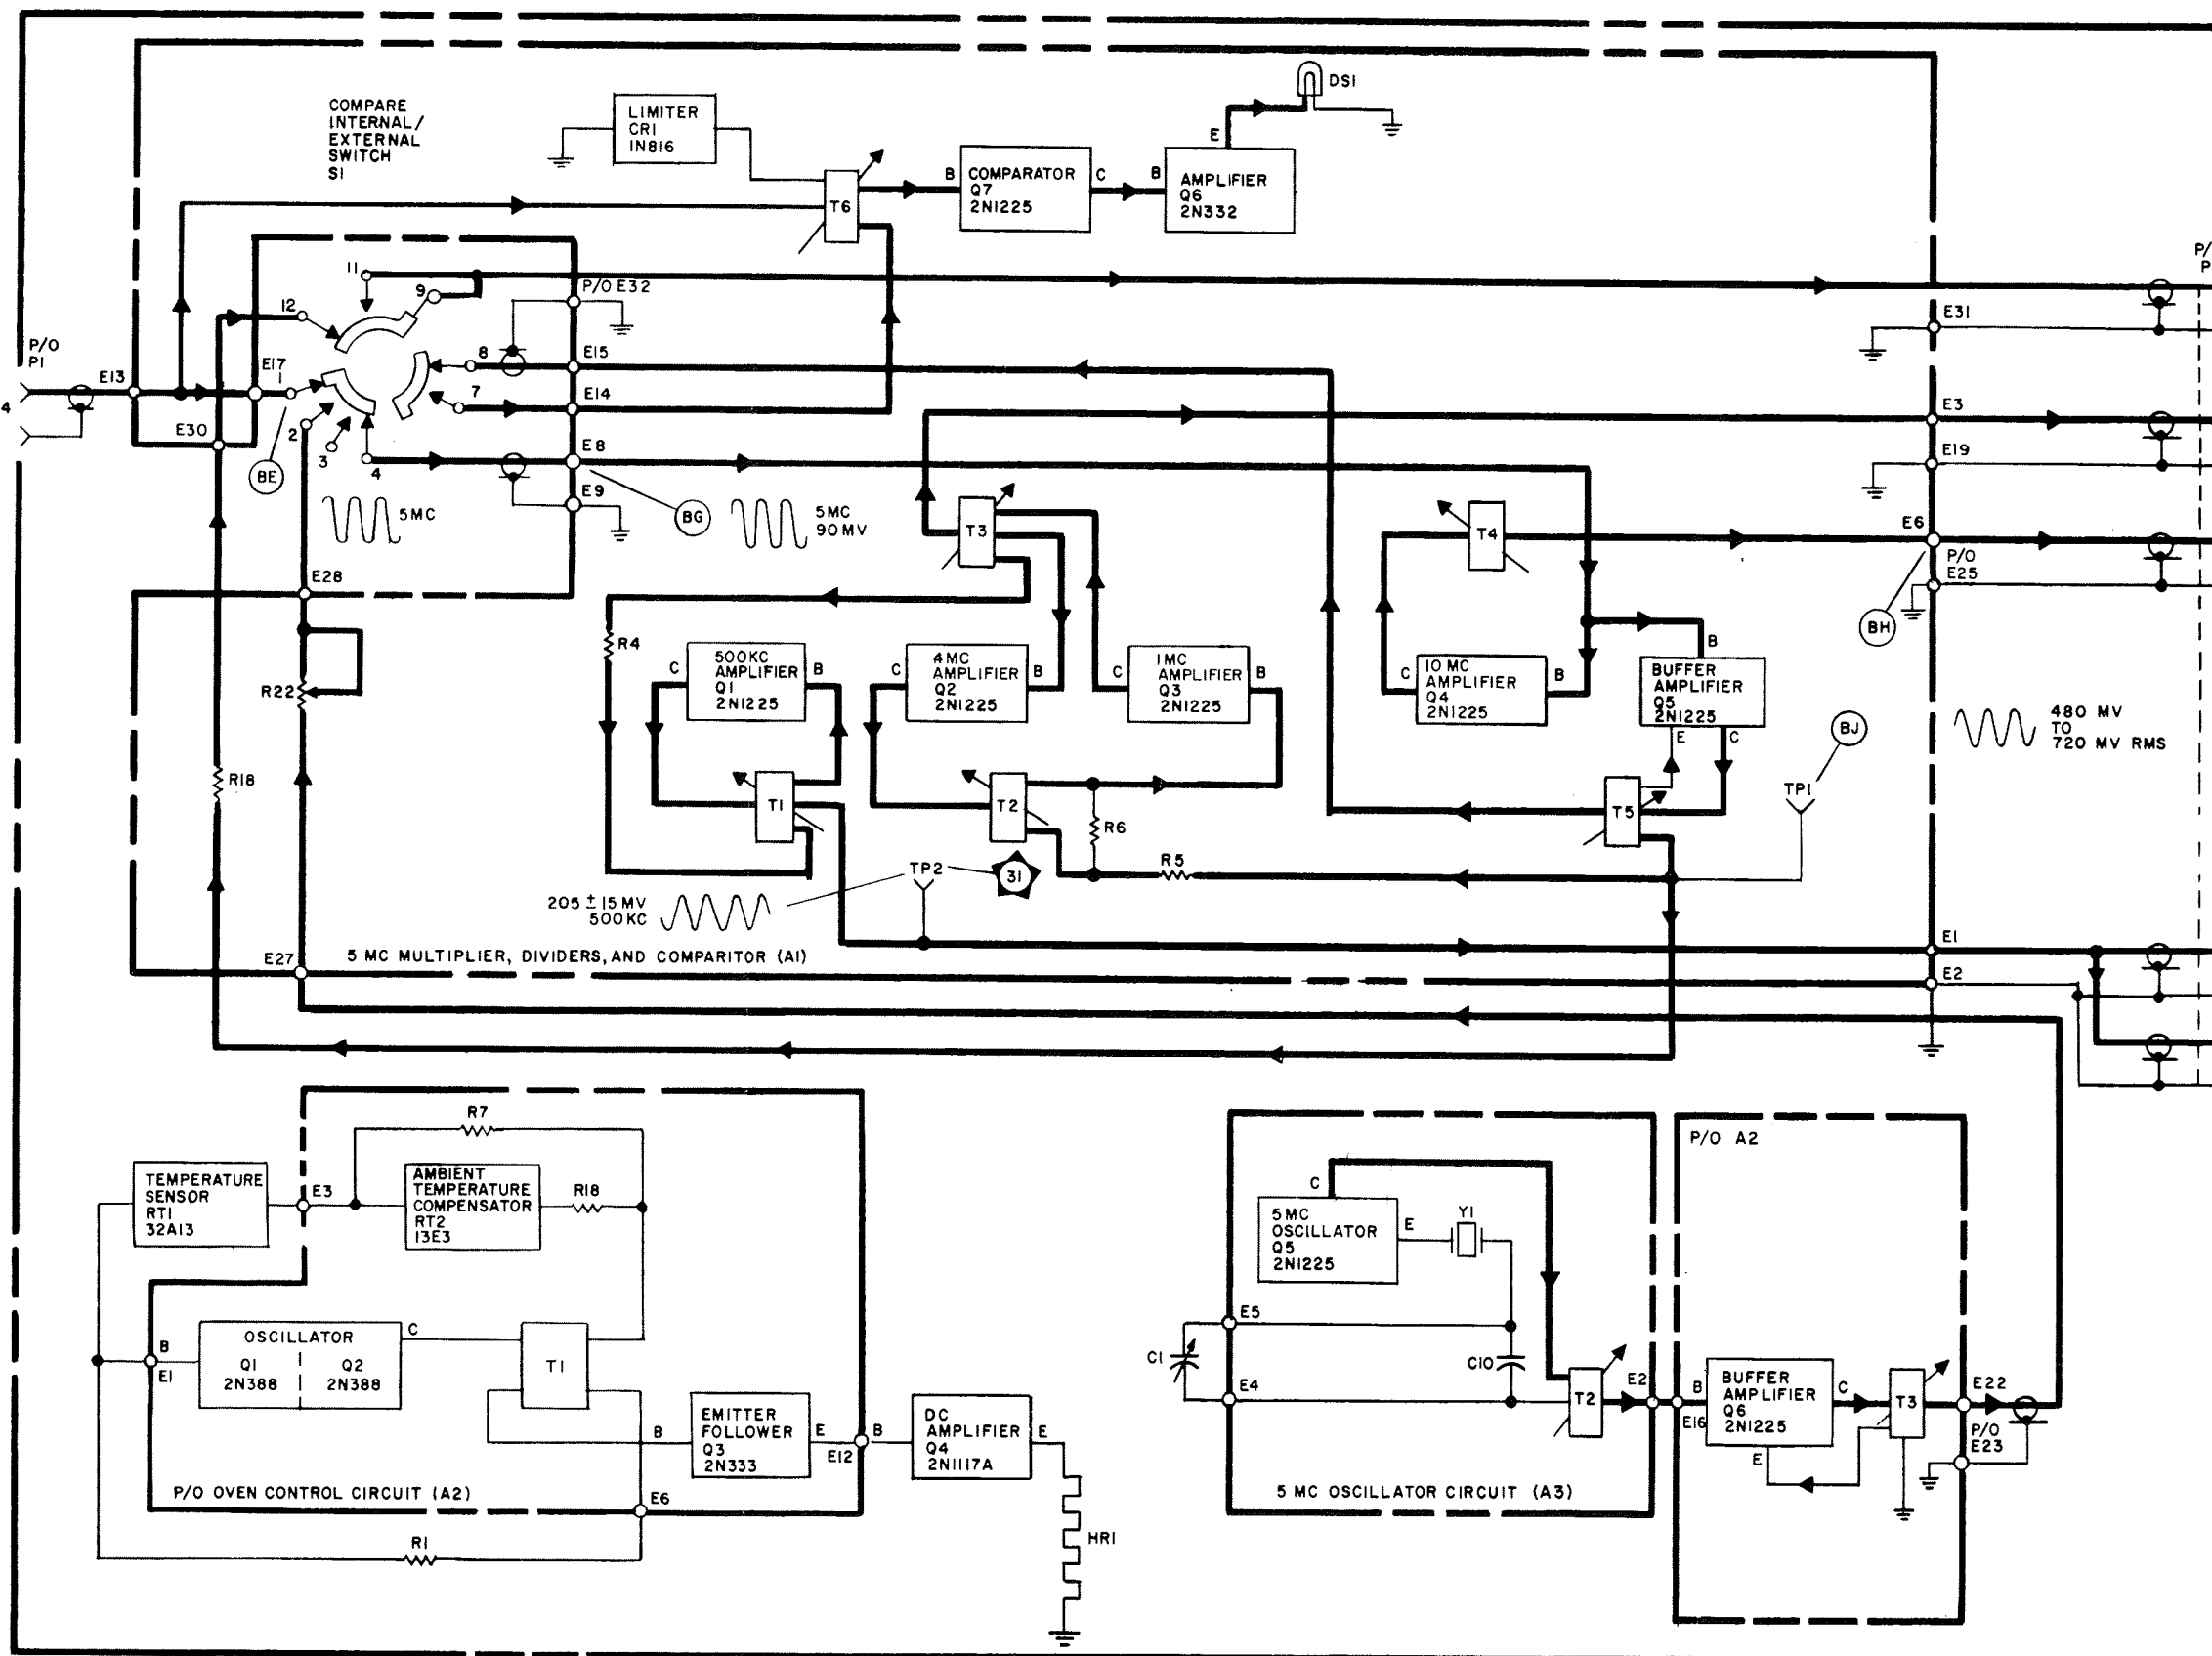 COMPARE
INTERNAL/
EXTERNAL
SWITCH
S1
LIMITER
CR1
IN816
DS1
E
T6
B
COMPARATOR
Q7
2N1225
C
B
AMPLIFIER
Q6
2N332
P/
P
11
9
12
P/O E32
E31
P/O
P1
E13
E17
1
8
E15
7
E14
4
E30
2
3
4
E8
E3
E19
BE
5MC
E9
BG
5MC
90MV
T3
T4
E6
P/O
E25
BH
E28
R4
R22
C
500KC
AMPLIFIER
Q1
2N1225
B
C
4MC
AMPLIFIER
Q2
2N1225
B
C
1MC
AMPLIFIER
Q3
2N1225
B
C
10 MC
AMPLIFIER
Q4
2N1225
B
B
BUFFER
AMPLIFIER
Q5
2N1225
E
C
BJ
480 MV
TO
720 MV RMS
R18
T1
T2
R6
R5
T5
TP1
TP2
31
205 ±15 MV
500KC
E27
5 MC MULTIPLIER, DIVIDERS, AND COMPARITOR (A1)
E1
E2
R7
TEMPERATURE
SENSOR
RT1
32A13
E3
AMBIENT
TEMPERATURE
COMPENSATOR
RT2
13E3
R18
B
E1
OSCILLATOR
Q1
2N388
Q2
2N388
C
T1
B
EMITTER
FOLLOWER
Q3
2N333
E
E12
B
DC
AMPLIFIER
Q4
2N1117A
E
P/O OVEN CONTROL CIRCUIT (A2)
E6
R1
HR1
C
5MC
OSCILLATOR
Q5
2N1225
E
Y1
E5
C1
C10
E4
T2
E2
5 MC OSCILLATOR CIRCUIT (A3)
P/O A2
B
E16
BUFFER
AMPLIFIER
Q6
2N1225
C
E
T3
E22
P/O
E23